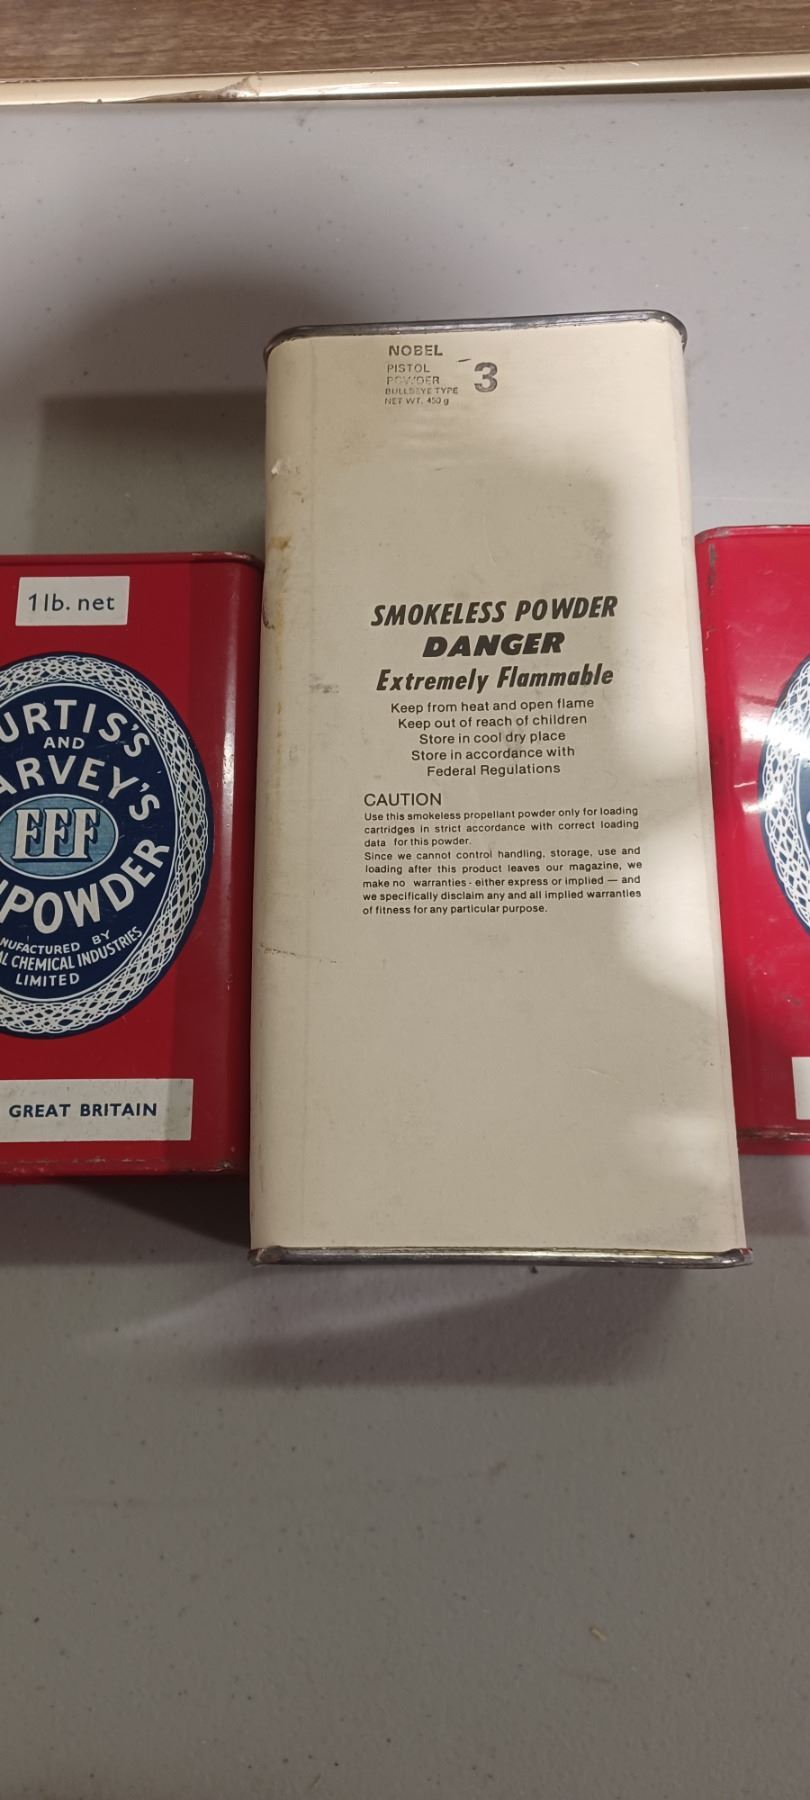 NOBEL
PISTOL
POWDER
BULLSEYE TYPE
NET WT. 450 g
3
SMOKELESS POWDER
DANGER
Extremely Flammable
Keep from heat and open flame
Keep out of reach of children
Store in cool dry place
Store in accordance with
Federal Regulations
CAUTION
Use this smokeless propellant powder only for loading
cartridges in strict accordance with correct loading
data for this powder.
Since we cannot control handling, storage, use and
loading after this product leaves our magazine, we
make no warranties - either express or implied — and
we specifically disclaim any and all implied warranties
of fitness for any particular purpose.
1 lb. net
URTIS'S
AND
ARVEY'S
FFF
POWDER
NUFACTURED BY
AL CHEMICAL INDUSTRIES
LIMITED
GREAT BRITAIN